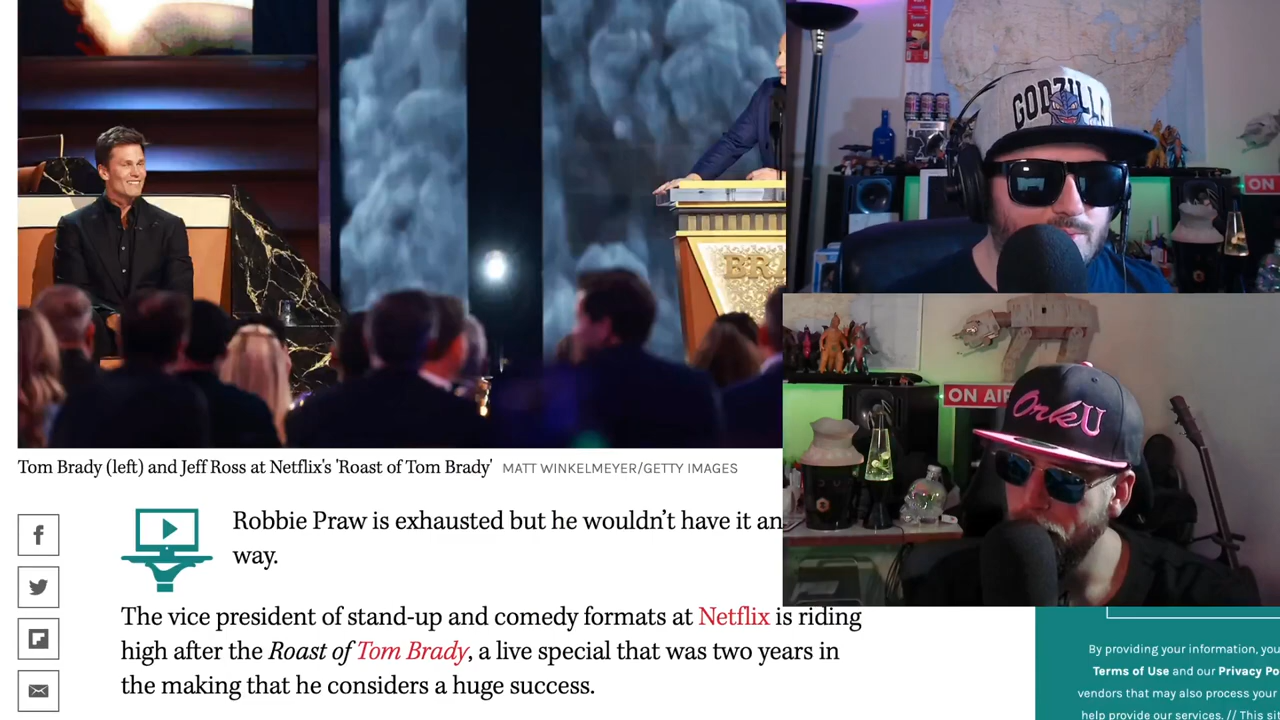 GODZILLA
ON
BRA
ON AIR
OrkU
Tom Brady (left) and Jeff Ross at Netflix's 'Roast of Tom Brady' MATT WINKELMEYER/GETTY IMAGES
Robbie Praw is exhausted but he wouldn't have it an
way.
The vice president of stand-up and comedy formats at Netflix is riding
high after the Roast of Tom Brady, a live special that was two years in
the making that he considers a huge success.
By providing your information, you
Terms of Use and our Privacy Po
vendors that may also process your
help provide our services. // This sit